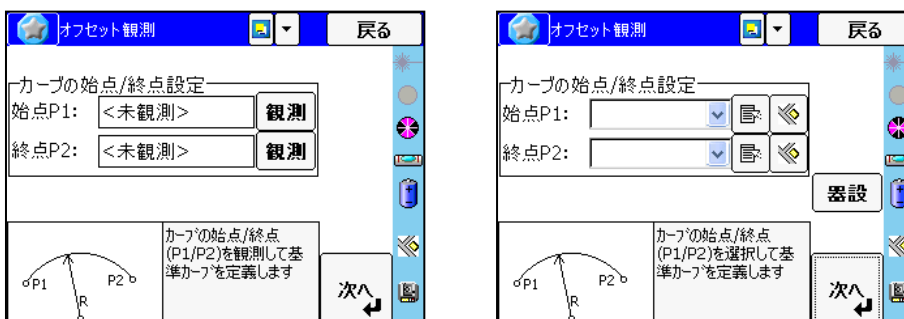 オフセット観測
戻る
カーブの始点/終点設定
始点P1: <未観測> 観測
終点P2: <未観測> 観測
カーブの始点/終点
(P1/P2)を観測して基
準カーブを定義します
P1
P2
R
次へ
オフセット観測
戻る
カーブの始点/終点設定
始点P1:
終点P2:
器設
カーブの始点/終点
(P1/P2)を選択して基
準カーブを定義します
P1
P2
R
次へ